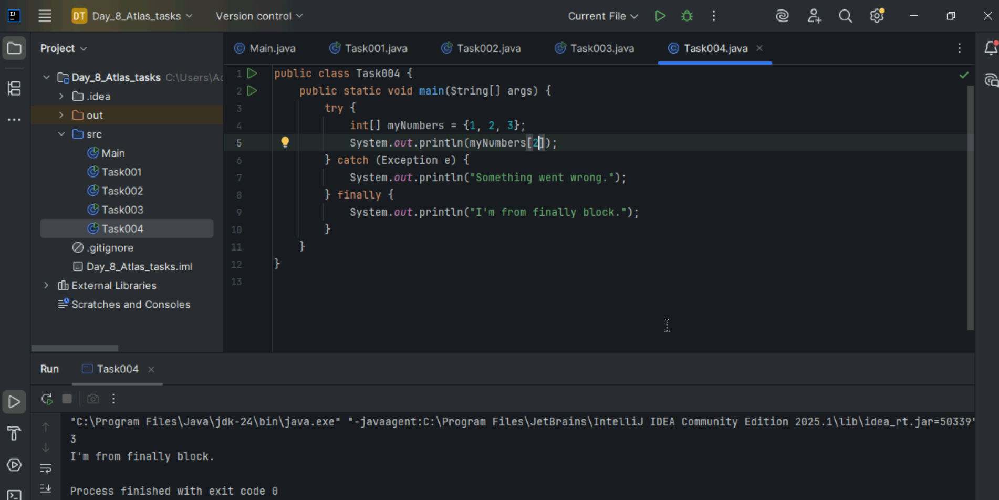 DT Day_8_Atlas_tasks Version control Current File
Project
Main.java Task001.java Task002.java Task003.java Task004.java
Day_8_Atlas_tasks C:\Users\Ac
.idea
out
src
Main
Task001
Task002
Task003
Task004
.gitignore
Day_8_Atlas_tasks.iml
External Libraries
Scratches and Consoles
1 public class Task004 {
2 public static void main(String[] args) {
3 try {
4 int[] myNumbers = {1, 2, 3};
5 System.out.println(myNumbers[2]);
6 } catch (Exception e) {
7 System.out.println("Something went wrong.");
8 } finally {
9 System.out.println("I'm from finally block.");
10 }
11 }
12 }
13
Run Task004
"C:\Program Files\Java\jdk-24\bin\java.exe" "-javaagent:C:\Program Files\JetBrains\IntelliJ IDEA Community Edition 2025.1\lib\idea_rt.jar=50339"
3
I'm from finally block.
Process finished with exit code 0